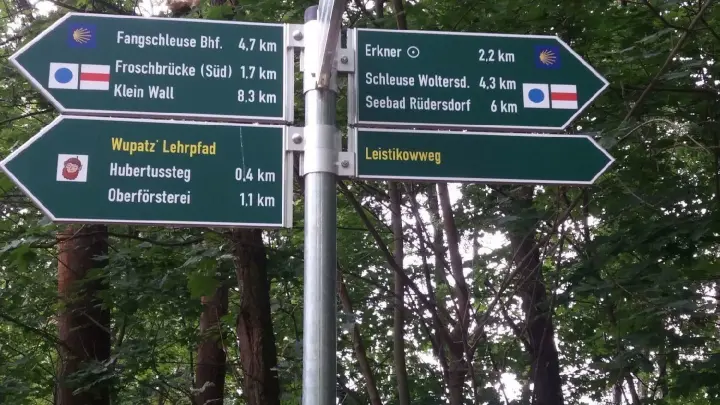 Fangschleuse Bhf. 4,7 km
Froschbrücke (Süd) 1.7 km
Klein Wall 8.3 km
Wupatz' Lehrpfad
Hubertussteg 0,4 km
Oberförsterei 1.1 km
Erkner 2,2 km
Schleuse Woltersd. 4,3 km
Seebad Rüdersdorf 6 km
Leistikowweg